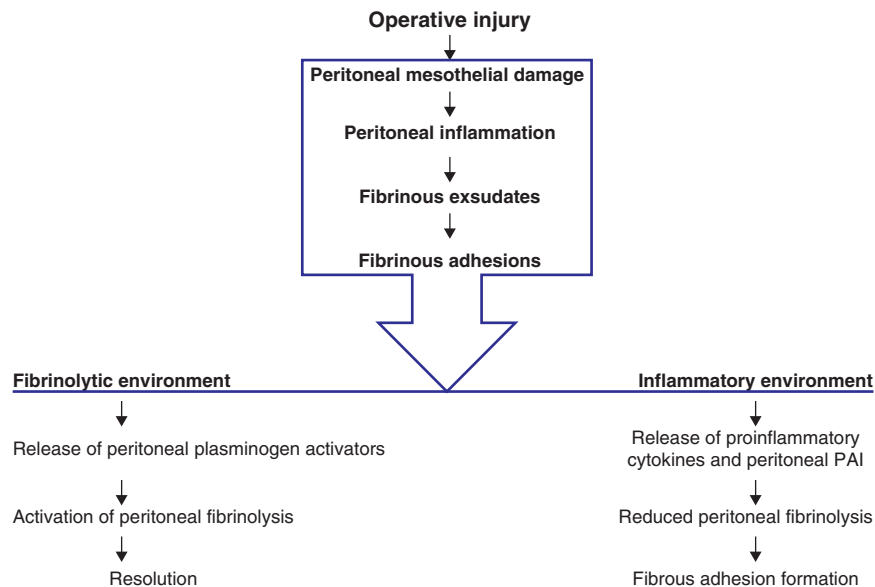 Operative injury
Peritoneal mesothelial damage
Peritoneal inflammation
Fibrinous exsudates
Fibrinous adhesions
Fibrinolytic environment
Release of peritoneal plasminogen activators
Activation of peritoneal fibrinolysis
Resolution
Inflammatory environment
Release of proinflammatory
cytokines and peritoneal PAI
Reduced peritoneal fibrinolysis
Fibrous adhesion formation